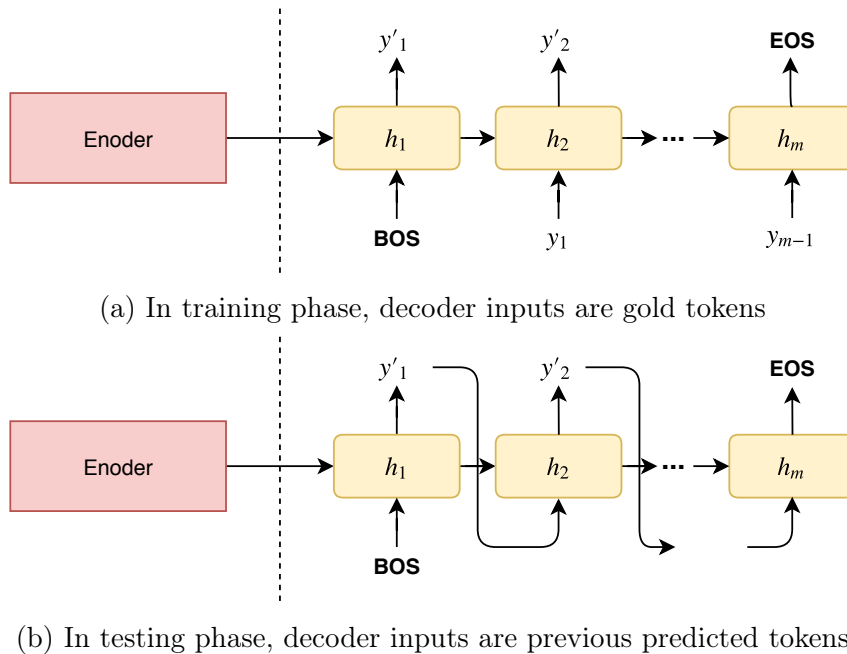 y'1 y'2 EOS
Enoder h1 h2 ... hm
BOS y1 ym−1
(a) In training phase, decoder inputs are gold tokens
y'1 y'2 EOS
Enoder h1 h2 ... hm
BOS
(b) In testing phase, decoder inputs are previous predicted tokens